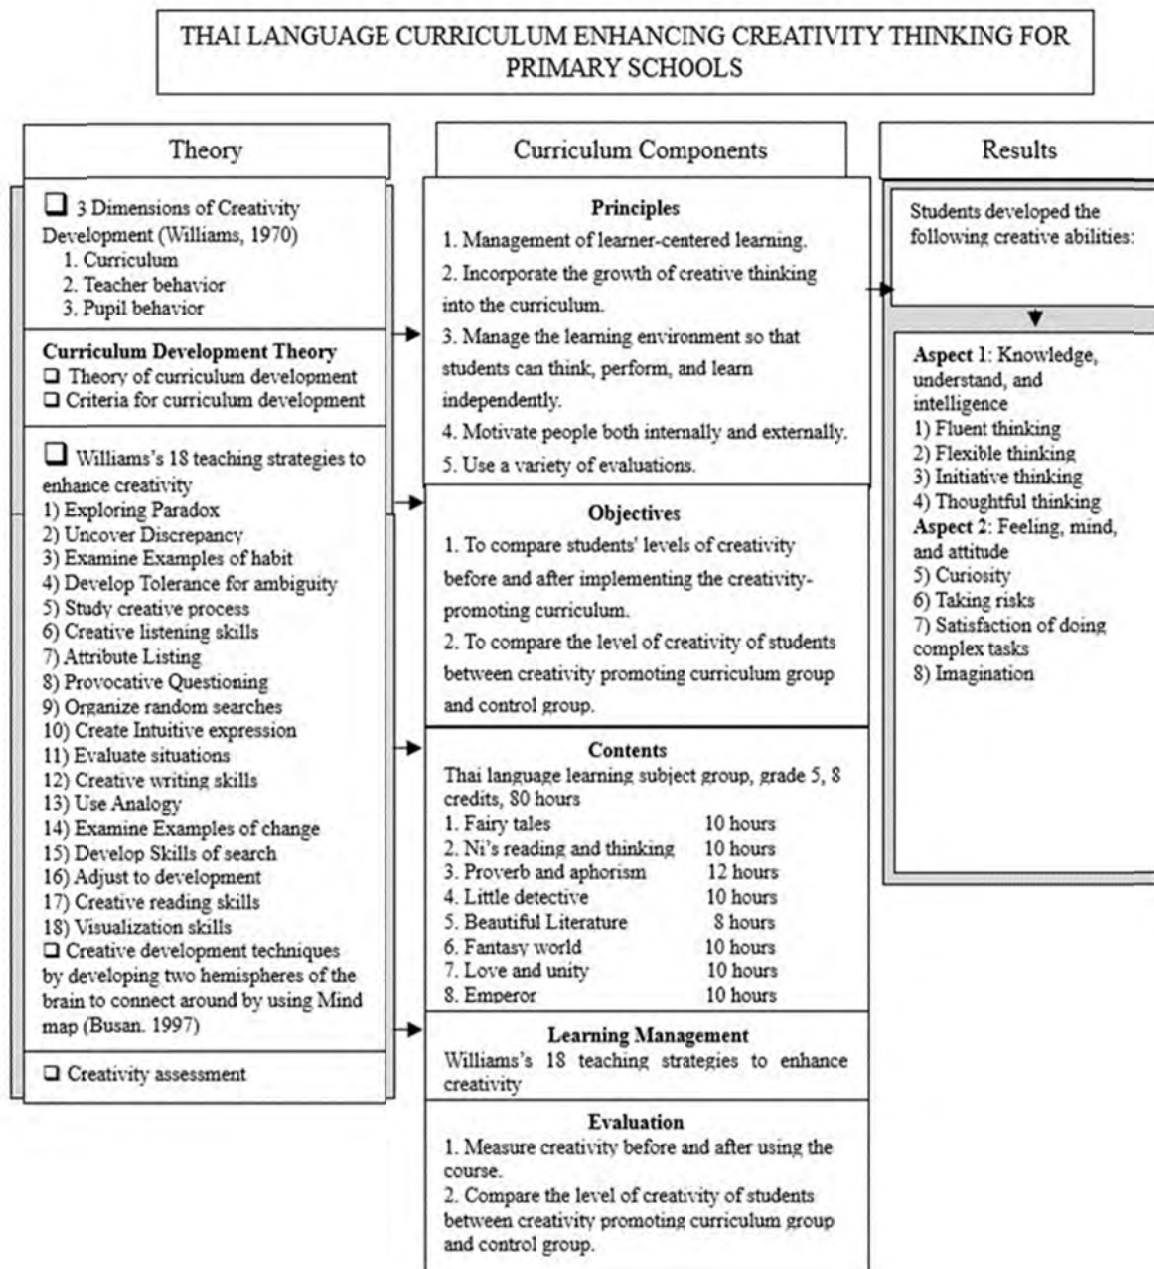 THAI LANGUAGE CURRICULUM ENHANCING CREATIVITY THINKING FOR
PRIMARY SCHOOLS
Theory
❑ 3 Dimensions of Creativity
Development (Williams, 1970)
1. Curriculum
2. Teacher behavior
3. Pupil behavior
Curriculum Development Theory
❑ Theory of curriculum development
❑ Criteria for curriculum development
❑ Williams's 18 teaching strategies to
enhance creativity
1) Exploring Paradox
2) Uncover Discrepancy
3) Examine Examples of habit
4) Develop Tolerance for ambiguity
5) Study creative process
6) Creative listening skills
7) Attribute Listing
8) Provocative Questioning
9) Organize random searches
10) Create Intuitive expression
11) Evaluate situations
12) Creative writing skills
13) Use Analogy
14) Examine Examples of change
15) Develop Skills of search
16) Adjust to development
17) Creative reading skills
18) Visualization skills
❑ Creative development techniques
by developing two hemispheres of the
brain to connect around by using Mind
map (Busan. 1997)
❑ Creativity assessment
Curriculum Components
Principles
1. Management of learner-centered learning.
2. Incorporate the growth of creative thinking
into the curriculum.
3. Manage the learning environment so that
students can think, perform, and learn
independently.
4. Motivate people both internally and externally.
5. Use a variety of evaluations.
Objectives
1. To compare students' levels of creativity
before and after implementing the creativity-
promoting curriculum.
2. To compare the level of creativity of students
between creativity promoting curriculum group
and control group.
Contents
Thai language learning subject group, grade 5, 8
credits, 80 hours
1. Fairy tales 10 hours
2. Ni's reading and thinking 10 hours
3. Proverb and aphorism 12 hours
4. Little detective 10 hours
5. Beautiful Literature 8 hours
6. Fantasy world 10 hours
7. Love and unity 10 hours
8. Emperor 10 hours
Learning Management
Williams's 18 teaching strategies to enhance
creativity
Evaluation
1. Measure creativity before and after using the
course.
2. Compare the level of creativity of students
between creativity promoting curriculum group
and control group.
Results
Students developed the
following creative abilities:
Aspect 1: Knowledge,
understand, and
intelligence
1) Fluent thinking
2) Flexible thinking
3) Initiative thinking
4) Thoughtful thinking
Aspect 2: Feeling, mind,
and attitude
5) Curiosity
6) Taking risks
7) Satisfaction of doing
complex tasks
8) Imagination